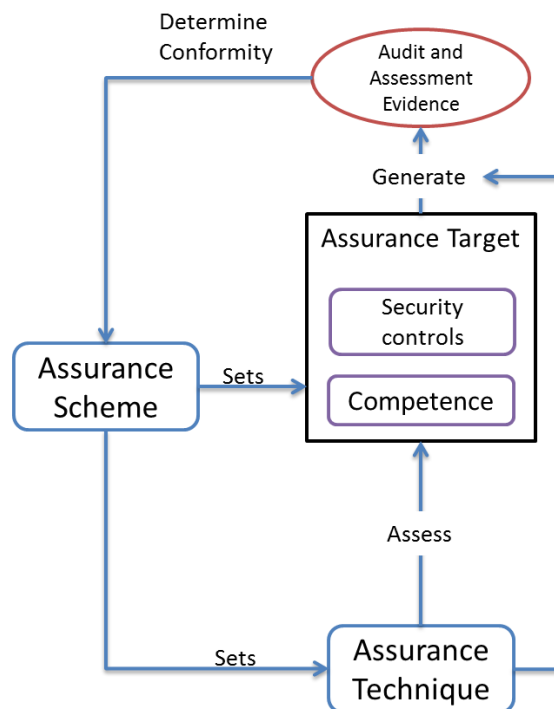 Determine
Conformity
Audit and
Assessment
Evidence
Generate
Assurance Target
Security
controls
Assurance
Scheme
Sets
Competence
Assess
Sets
Assurance
Technique